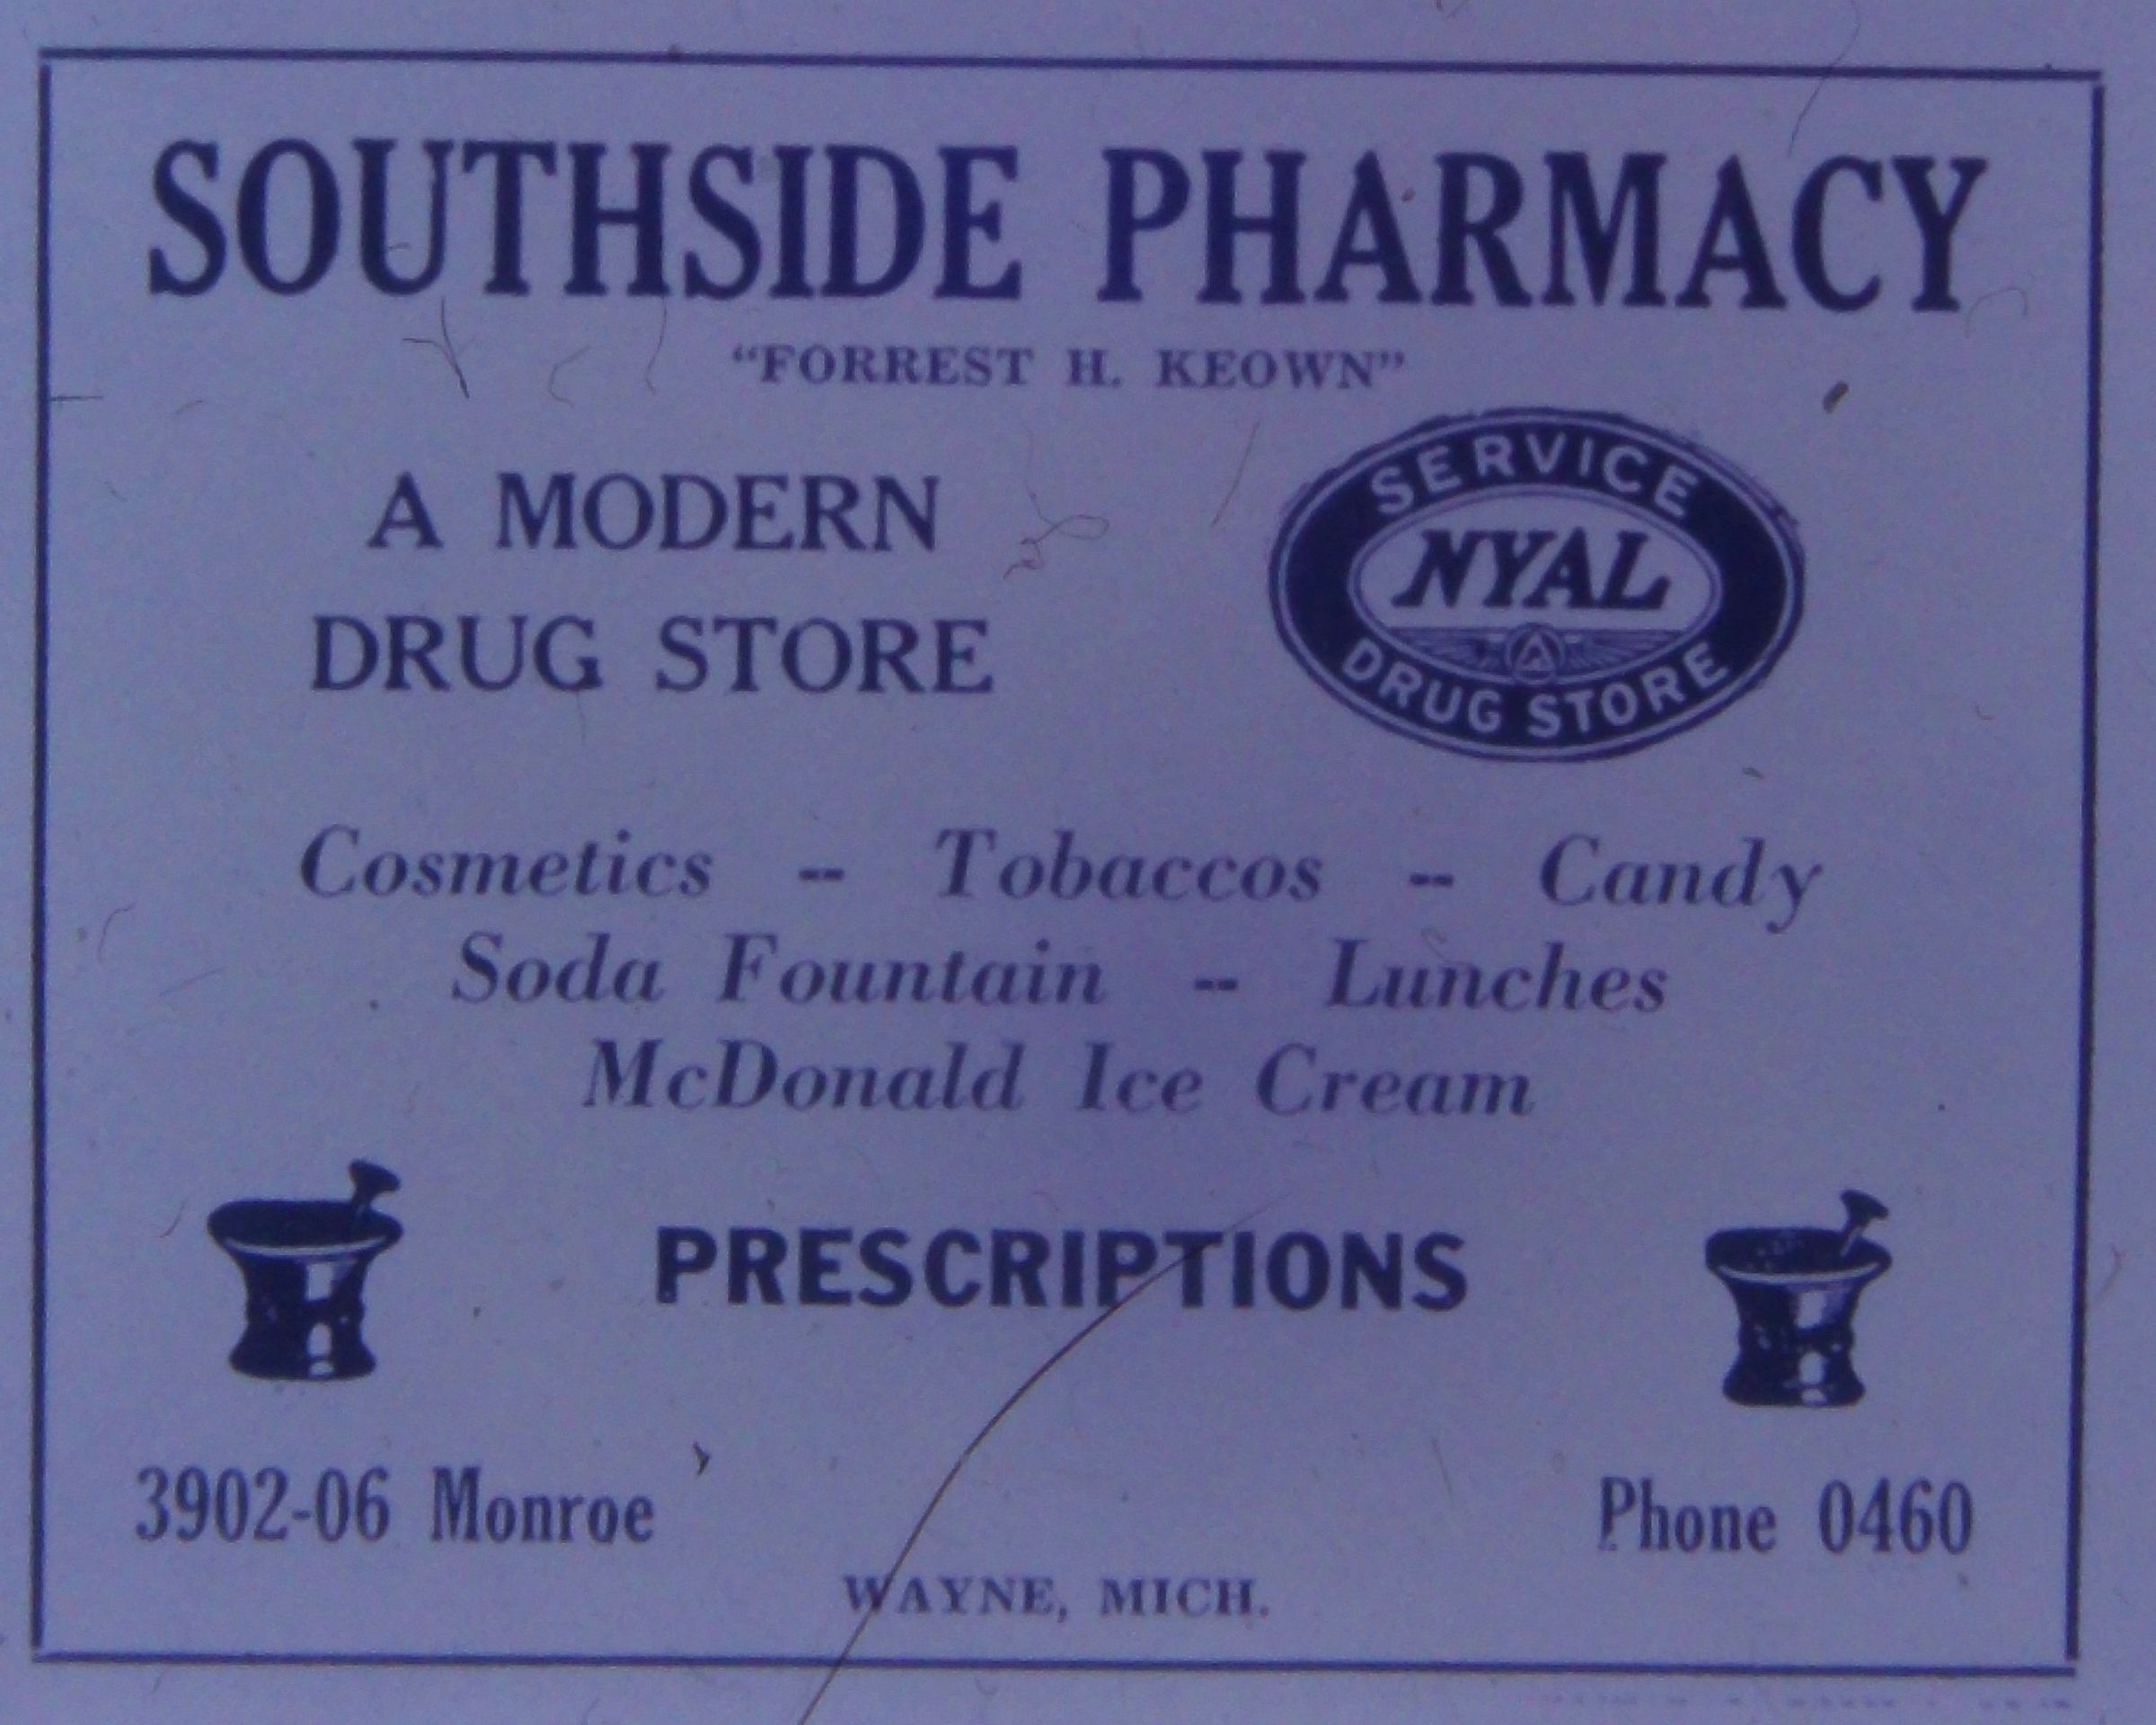 SOUTHSIDE PHARMACY
"FORREST H. KEOWN"
A MODERN
DRUG STORE
SERVICE
NYAL
DRUG STORE
Cosmetics -- Tobaccos -- Candy
Soda Fountain -- Lunches
McDonald Ice Cream
PRESCRIPTIONS
3902-06 Monroe
Phone 0460
WAYNE, MICH.